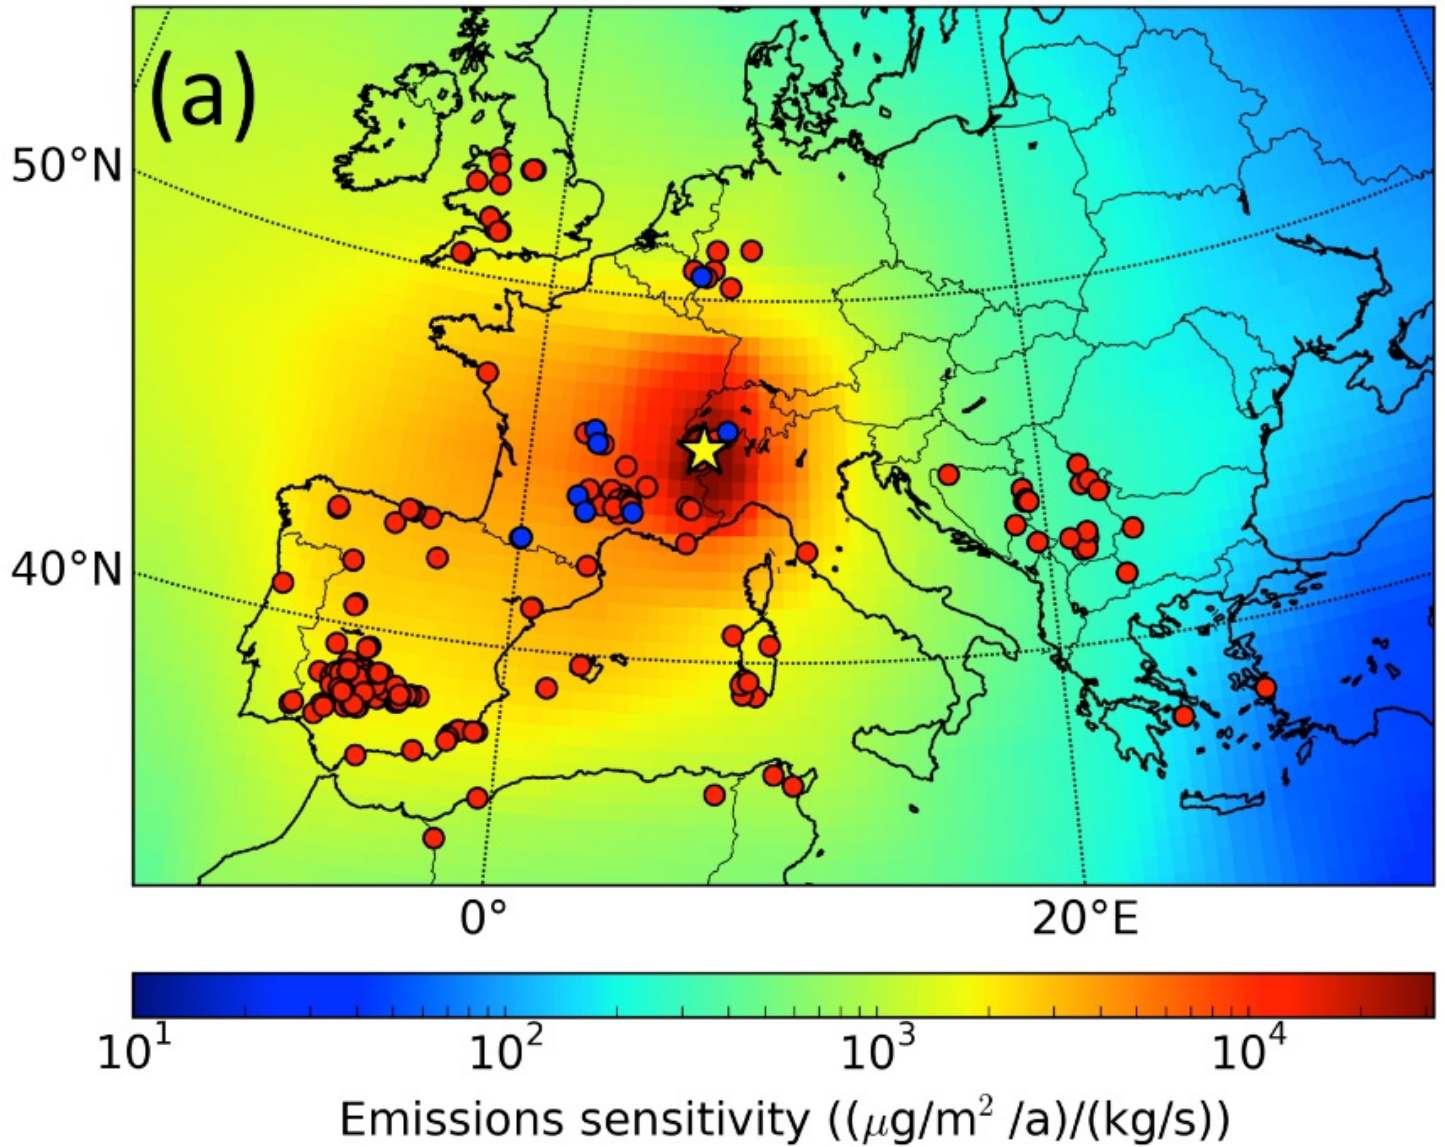 (a)
50°N
40°N
0° 20°E
10¹ 10² 10³ 10⁴
Emissions sensitivity ((μg/m² /a)/(kg/s))